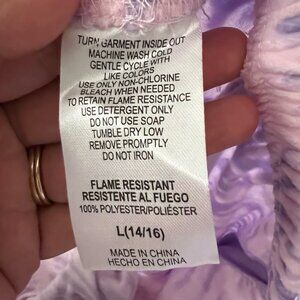 TURN GARMENT INSIDE OUT
MACHINE WASH COLD
GENTLE CYCLE WITH
LIKE COLORS
USE ONLY NON-CHLORINE
BLEACH WHEN NEEDED
TO RETAIN FLAME RESISTANCE
USE DETERGENT ONLY
DO NOT USE SOAP
TUMBLE DRY LOW
REMOVE PROMPTLY
DO NOT IRON
FLAME RESISTANT
RESISTENTE AL FUEGO
100% POLYESTER/POLIÉSTER
L(14/16)
MADE IN CHINA
HECHO EN CHINA